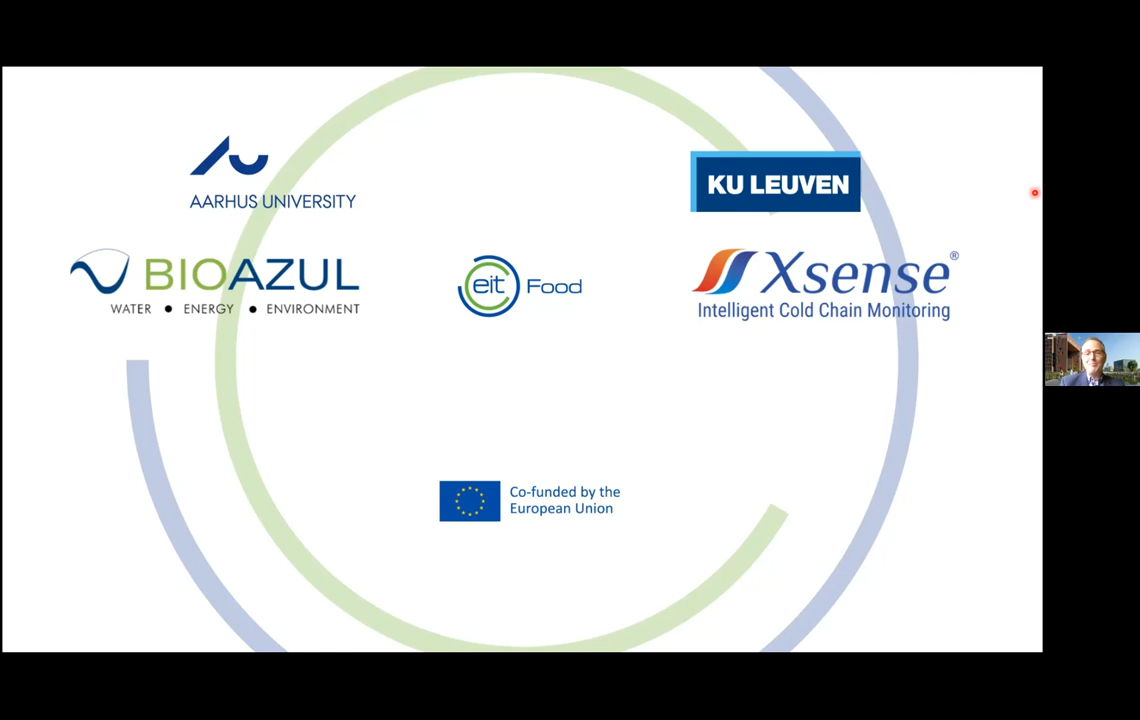 AARHUS UNIVERSITY
KU LEUVEN
BIOAZUL
WATER ● ENERGY ● ENVIRONMENT
eit Food
Xsense®
Intelligent Cold Chain Monitoring
Co-funded by the
European Union